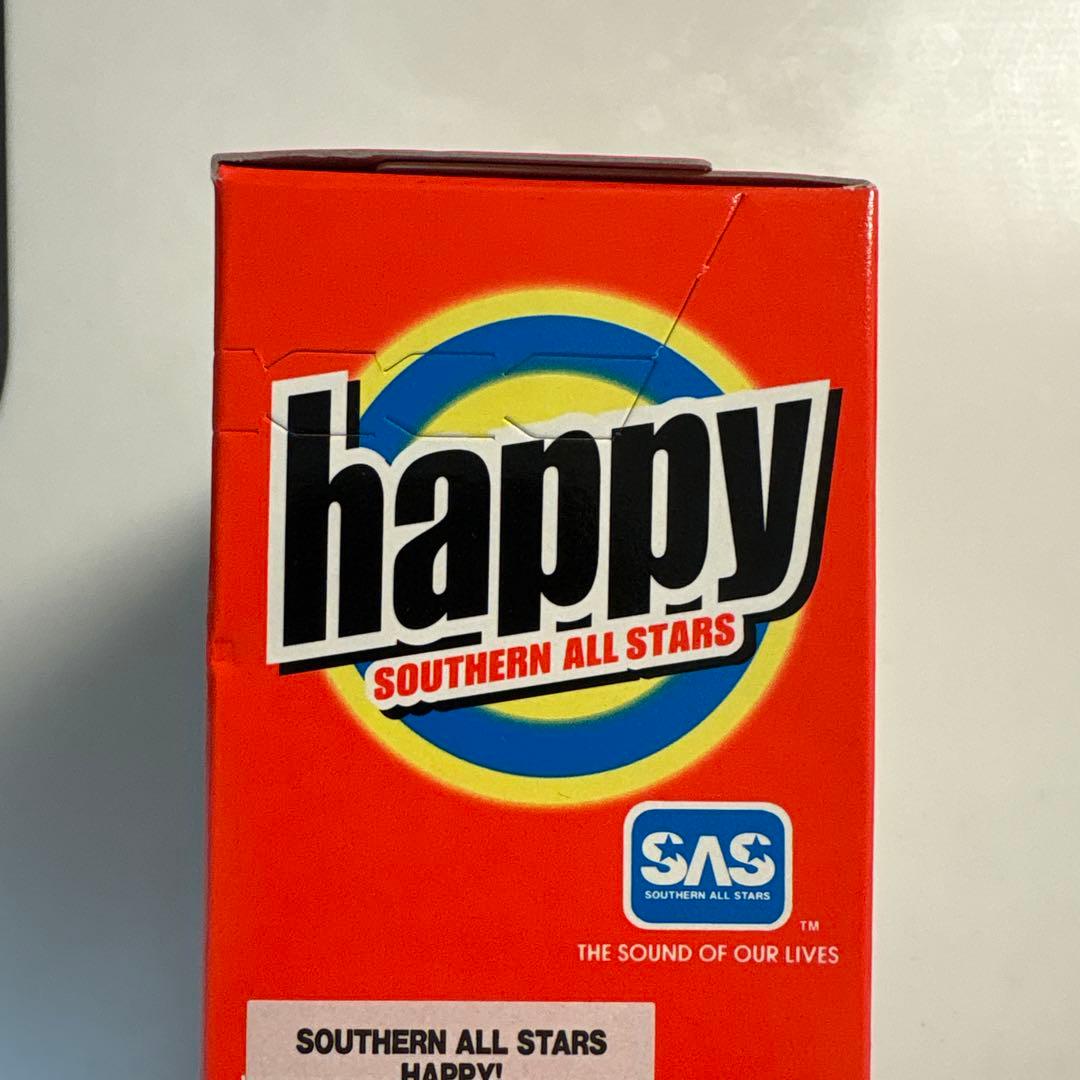 happy
SOUTHERN ALL STARS
SAS
SOUTHERN ALL STARS
TM
THE SOUND OF OUR LIVES
SOUTHERN ALL STARS
HAPPY!